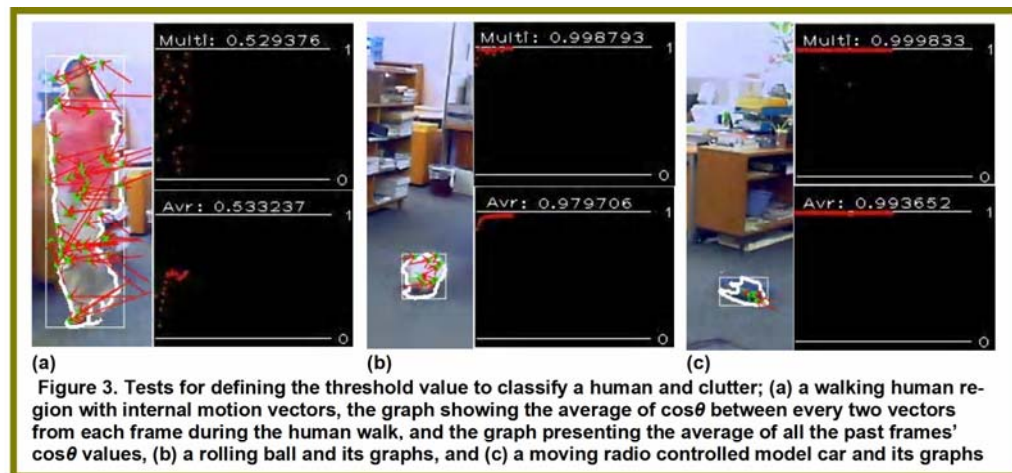 Multi: 0.529376
1
0
Avr: 0.533237
1
0
Multi: 0.998793
1
0
Avr: 0.979706
1
0
Multi: 0.999833
1
0
Avr: 0.993652
1
0
(a)
(b)
(c)
Figure 3. Tests for defining the threshold value to classify a human and clutter; (a) a walking human re-
gion with internal motion vectors, the graph showing the average of cosθ between every two vectors
from each frame during the human walk, and the graph presenting the average of all the past frames’
cosθ values, (b) a rolling ball and its graphs, and (c) a moving radio controlled model car and its graphs